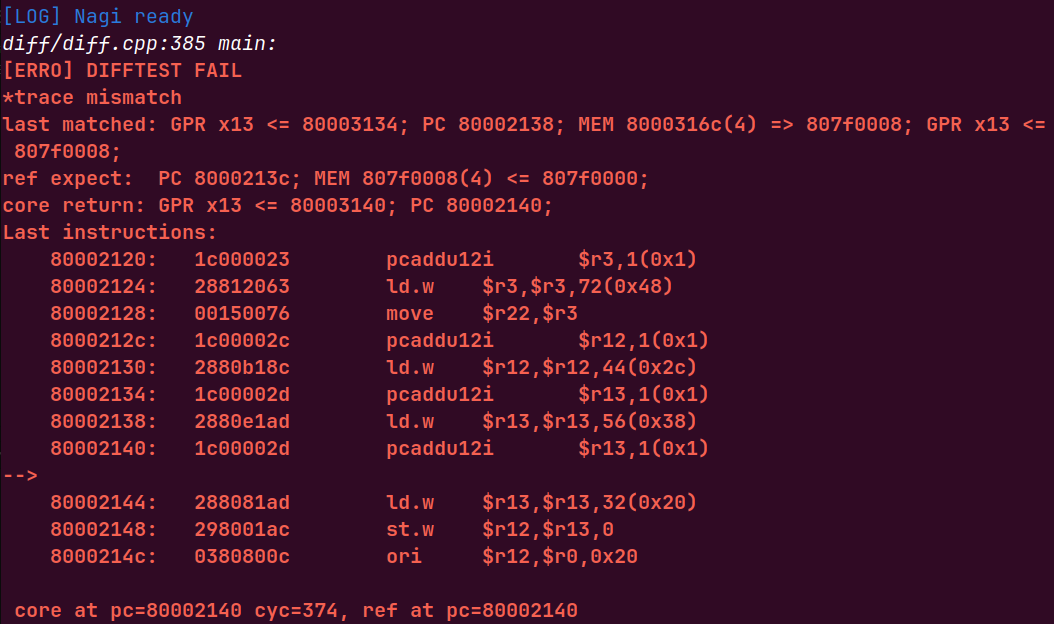 [LOG] Nagi ready
diff/diff.cpp:385 main:
[ERRO] DIFFTEST FAIL
*trace mismatch
last matched: GPR x13 <= 80003134; PC 80002138; MEM 8000316c(4) => 807f0008; GPR x13 <=
 807f0008;
ref expect:  PC 8000213c; MEM 807f0008(4) <= 807f0000;
core return: GPR x13 <= 80003140; PC 80002140;
Last instructions:
    80002120:   1c000023        pcaddu12i       $r3,1(0x1)
    80002124:   28812063        ld.w    $r3,$r3,72(0x48)
    80002128:   00150076        move    $r22,$r3
    8000212c:   1c00002c        pcaddu12i       $r12,1(0x1)
    80002130:   2880b18c        ld.w    $r12,$r12,44(0x2c)
    80002134:   1c00002d        pcaddu12i       $r13,1(0x1)
    80002138:   2880e1ad        ld.w    $r13,$r13,56(0x38)
    80002140:   1c00002d        pcaddu12i       $r13,1(0x1)
-->
    80002144:   288081ad        ld.w    $r13,$r13,32(0x20)
    80002148:   298001ac        st.w    $r12,$r13,0
    8000214c:   0380800c        ori     $r12,$r0,0x20
 core at pc=80002140 cyc=374, ref at pc=80002140